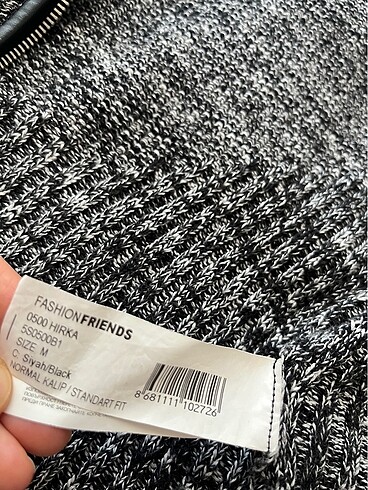 FASHIONFRIENDS
0500 HIRKA
5S0500B1
SIZE: M
C. Siyah/Black
NORMAL KALIP / STANDART FIT
8 681111 102726